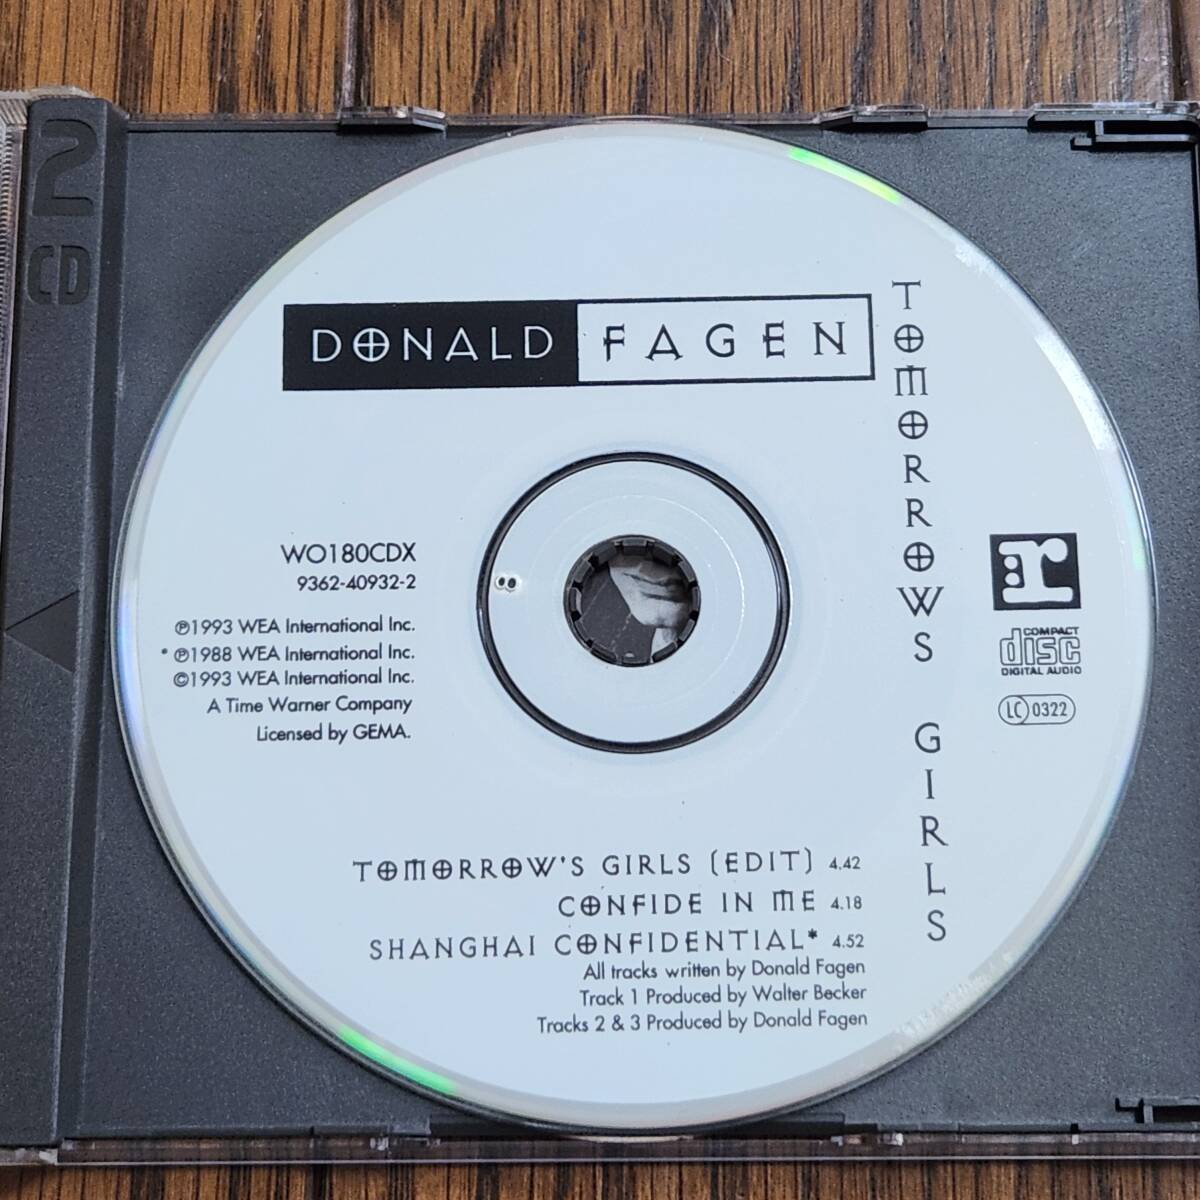 2
CD
DONALD FAGEN
TOMORROWS GIRLS
WO180CDX
9362-40932-2
℗1993 WEA International Inc.
* ℗1988 WEA International Inc.
©1993 WEA International Inc.
A Time Warner Company
Licensed by GEMA.
r
COMPACT
disc
DIGITAL AUDIO
LC 0322
TOMORROW'S GIRLS (EDIT) 4.42
CONFIDE IN ME 4.18
SHANGHAI CONFIDENTIAL* 4.52
All tracks written by Donald Fagen
Track 1 Produced by Walter Becker
Tracks 2 & 3 Produced by Donald Fagen